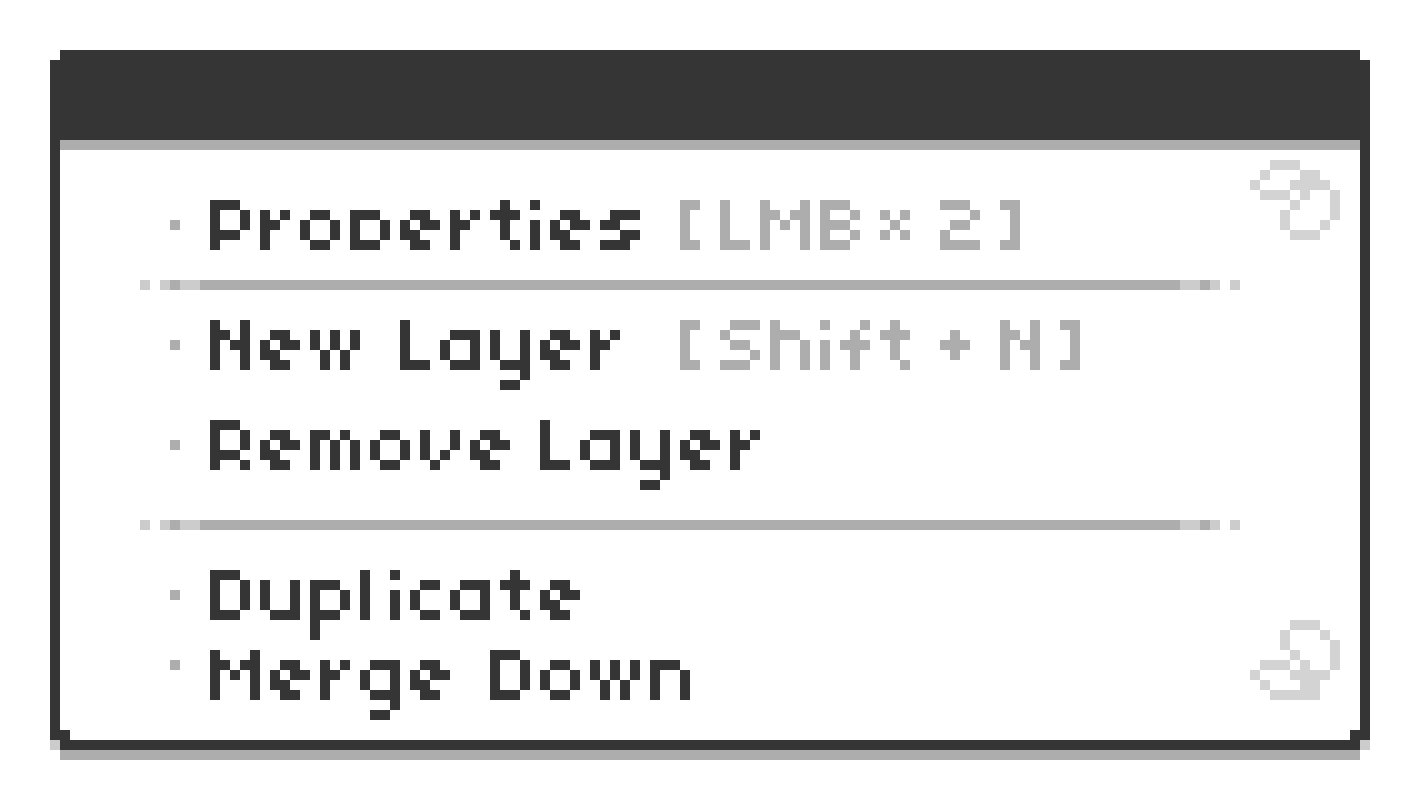 · Properties [LMB × 2]
· New Layer [Shift + N]
· Remove Layer
· Duplicate
· Merge Down